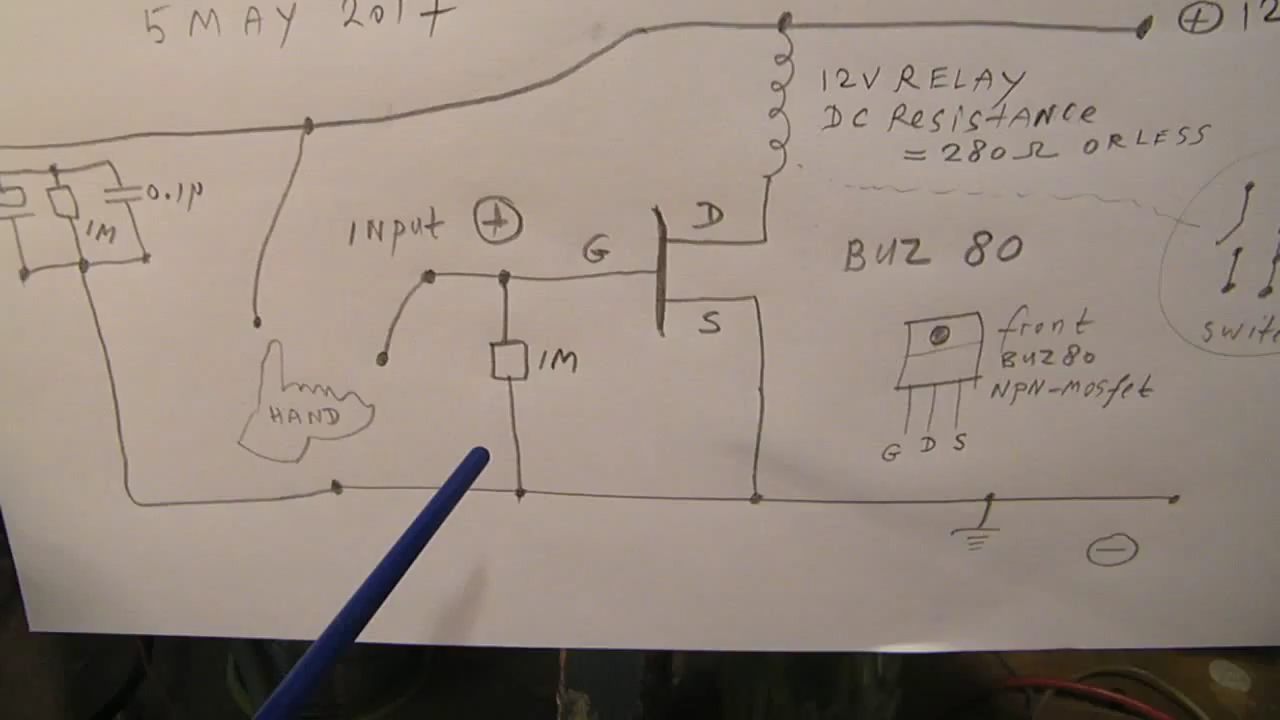 5 MAY 2017
⊕ 12
12V RELAY
DC Resistance
= 280Ω OR LESS
0.1μ
1M
INPUT ⊕
G
D
S
1M
HAND
BUZ 80
front
BUZ80
NPN-mosfet
G D S
switc
⊖